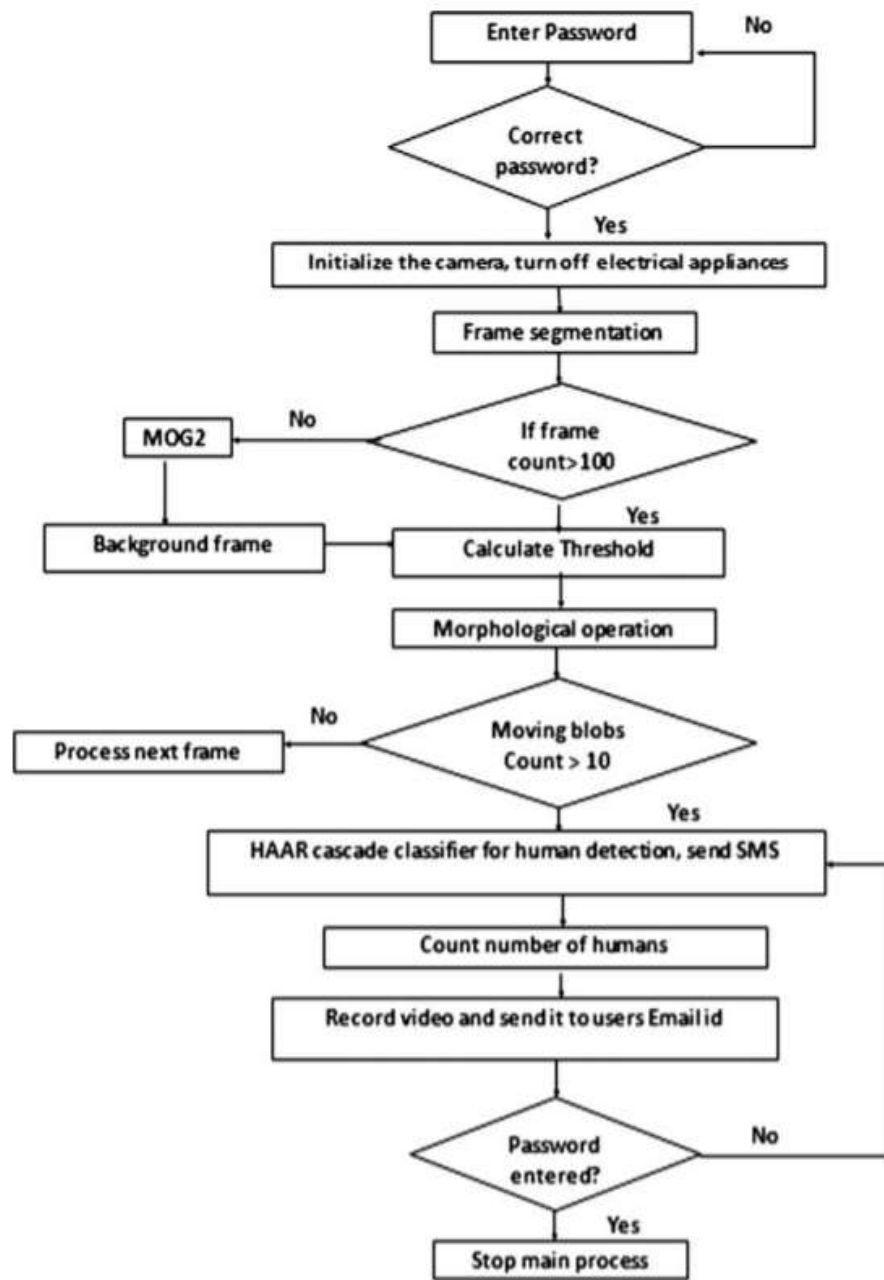 Enter Password
No
Correct
password?
Yes
Initialize the camera, turn off electrical appliances
Frame segmentation
No
MOG2
If frame
count>100
Yes
Background frame
Calculate Threshold
Morphological operation
No
Moving blobs
Count > 10
Process next frame
Yes
HAAR cascade classifier for human detection, send SMS
Count number of humans
Record video and send it to users Email id
Password
entered?
No
Yes
Stop main process